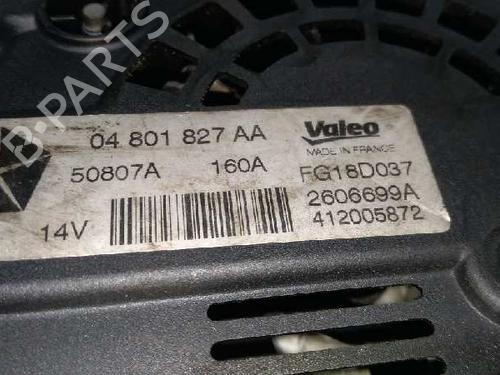 B-PARTS
04 801 827 AA
Valeo
MADE IN FRANCE
50807A 160A FG18D037
2606699A
14V 412005872